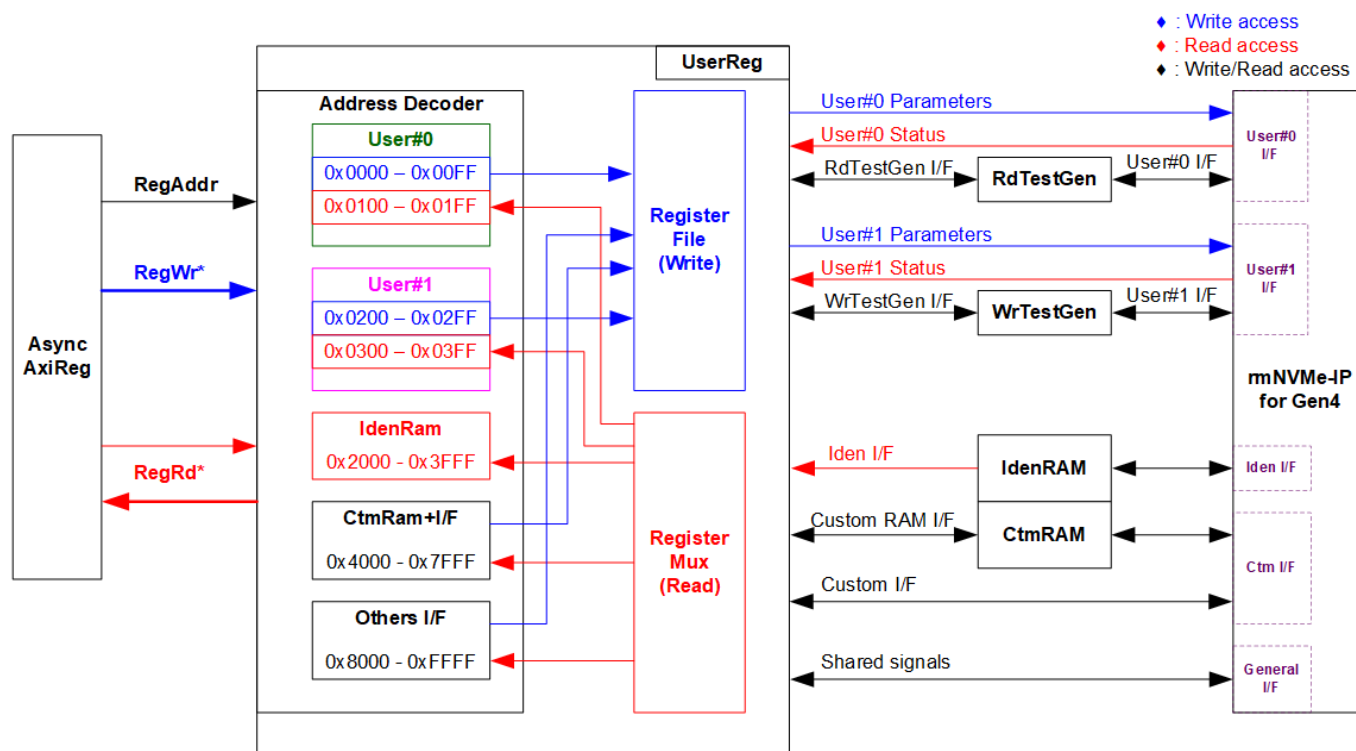 ♦ : Write access
♦ : Read access
♦ : Write/Read access
UserReg
Address Decoder
User#0
0x0000 – 0x00FF
0x0100 – 0x01FF
User#1
0x0200 – 0x02FF
0x0300 – 0x03FF
IdenRam
0x2000 - 0x3FFF
CtmRam+I/F
0x4000 - 0x7FFF
Others I/F
0x8000 - 0xFFFF
Async
AxiReg
RegAddr
RegWr*
RegRd*
Register
File
(Write)
Register
Mux
(Read)
User#0 Parameters
User#0 Status
RdTestGen I/F
RdTestGen
User#0 I/F
User#1 Parameters
User#1 Status
WrTestGen I/F
WrTestGen
User#1 I/F
Iden I/F
IdenRAM
Custom RAM I/F
CtmRAM
Custom I/F
Shared signals
User#0
I/F
User#1
I/F
rmNVMe-IP
for Gen4
Iden I/F
Ctm I/F
General
I/F